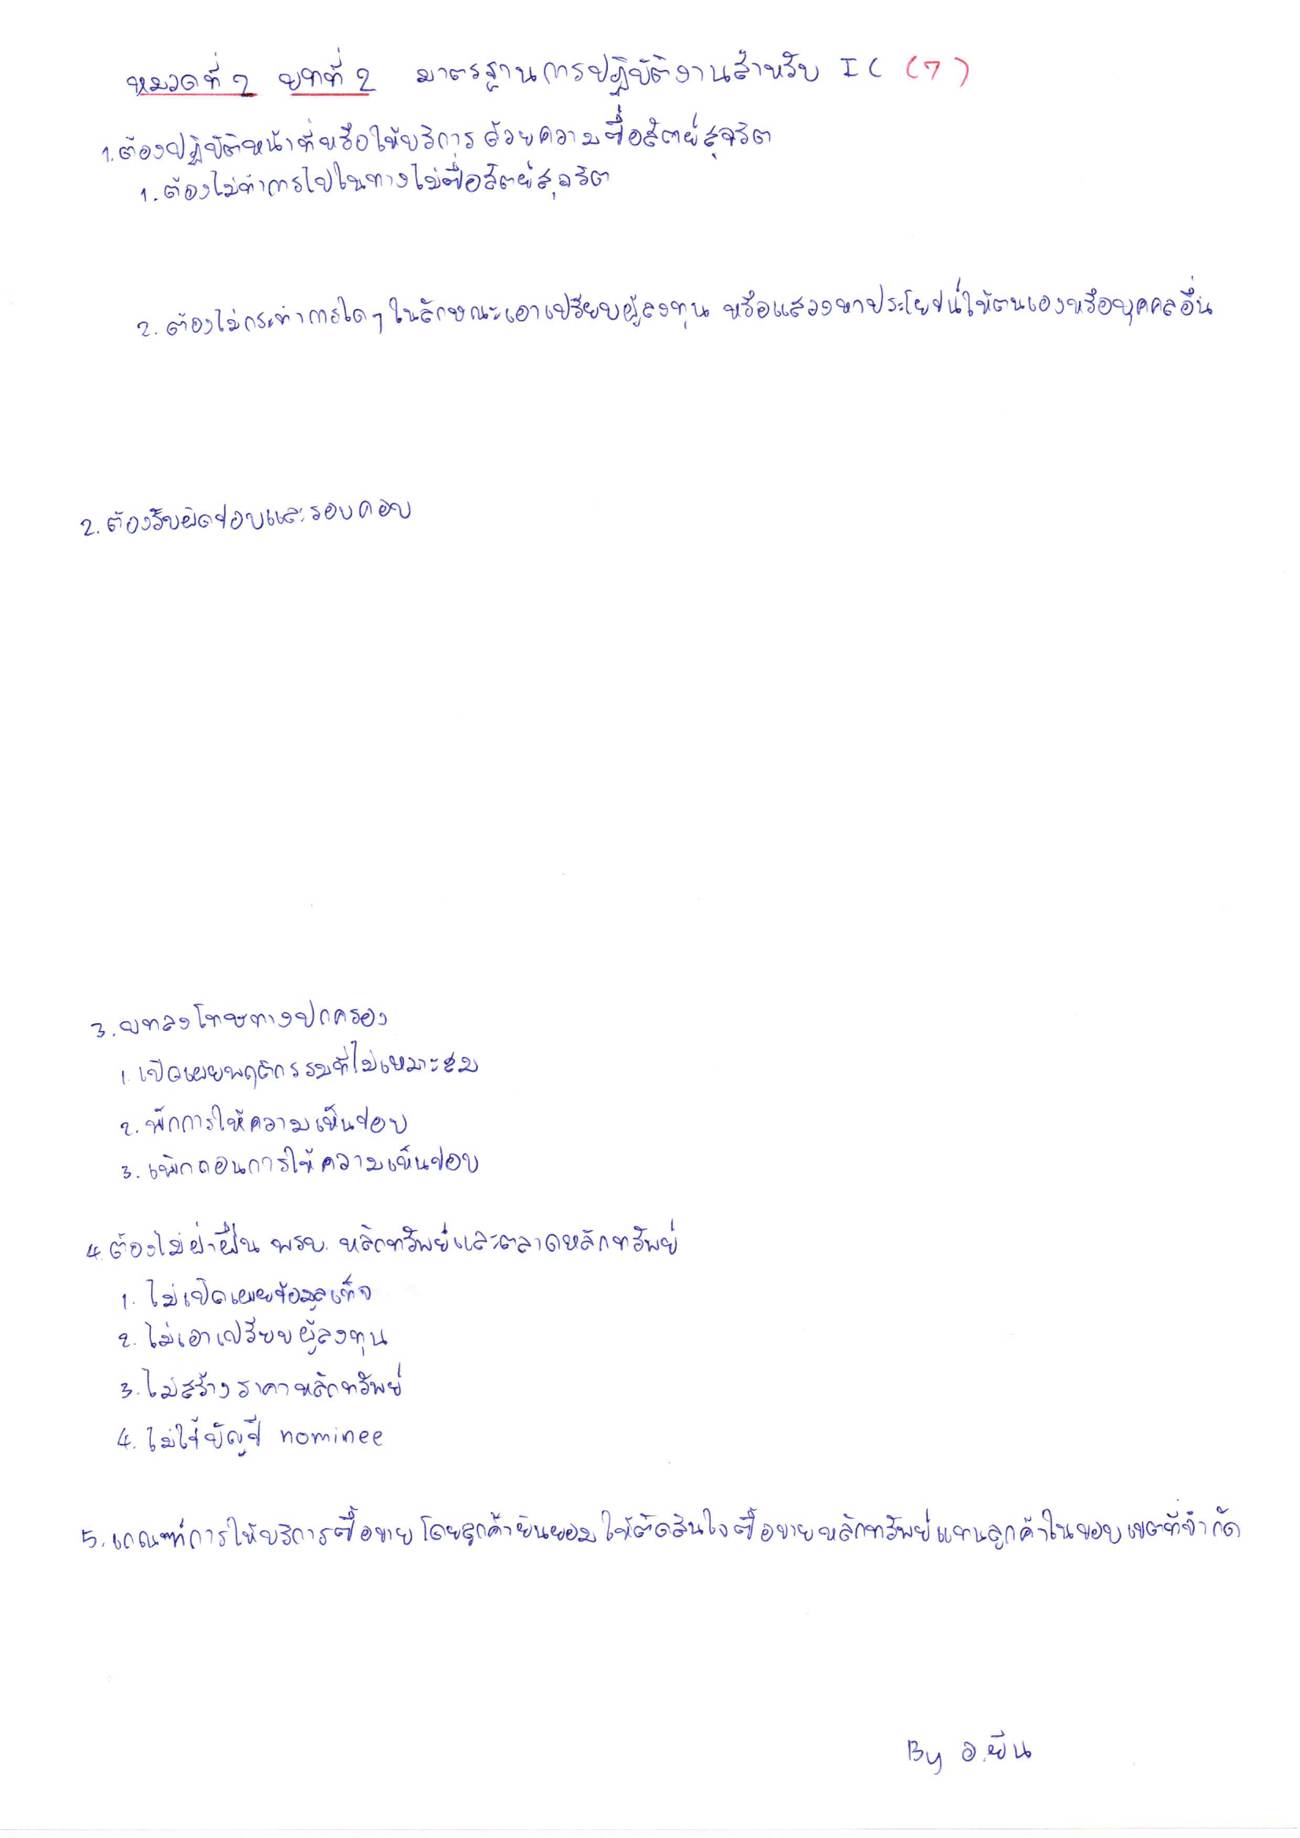 หมวดที่ 2 บทที่ 2 มาตรฐานการปฏิบัติงานสำหรับ IC (7)
1. ต้องปฏิบัติหน้าที่หรือให้บริการด้วยความซื่อสัตย์สุจริต
1. ต้องไม่ทำการไปในทางไม่ซื่อสัตย์สุจริต
2. ต้องไม่กระทำการใดๆ ในลักษณะเอาเปรียบผู้ลงทุน หรือแสวงหาประโยชน์ให้ตนเองหรือบุคคลอื่น
2. ต้องรับผิดชอบและรอบคอบ
3. บทลงโทษทางปกครอง
1. เปิดเผยพฤติกรรมที่ไม่เหมาะสม
2. พักการให้ความเห็นชอบ
3. เพิกถอนการให้ความเห็นชอบ
4. ต้องไม่ฝ่าฝืน พรบ. หลักทรัพย์และตลาดหลักทรัพย์
1. ไม่เปิดเผยข้อมูลเท็จ
2. ไม่เอาเปรียบผู้ลงทุน
3. ไม่สร้างราคาหลักทรัพย์
4. ไม่ใช้บัญชี nominee
5. เกณฑ์การให้บริการซื้อขายโดยลูกค้ายินยอมให้ตัดสินใจซื้อขายหลักทรัพย์แทนลูกค้าในขอบเขตที่จำกัด
By อ.